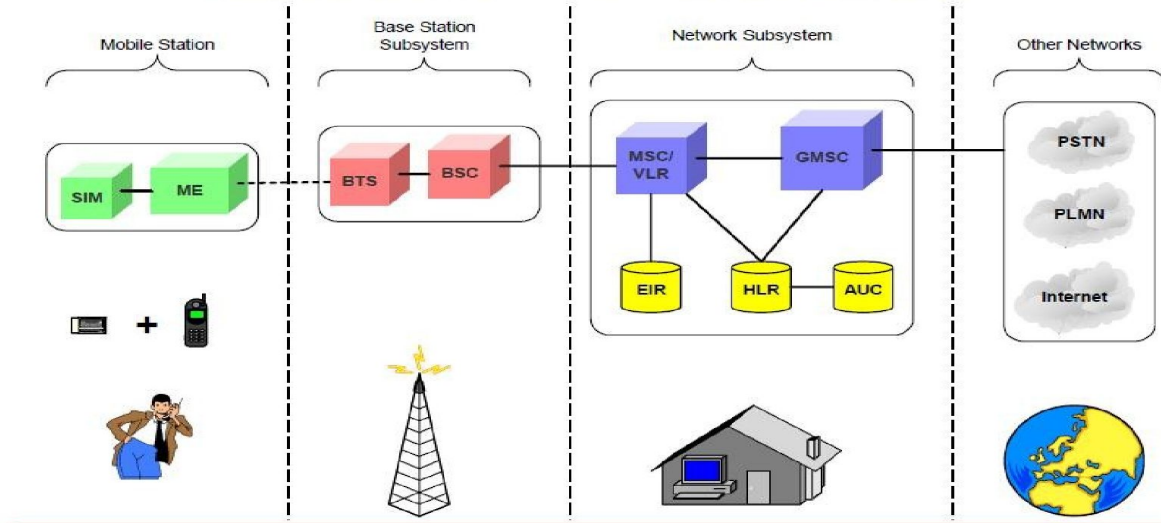 Mobile Station
Base Station
Subsystem
Network Subsystem
Other Networks
SIM
ME
BTS
BSC
MSC/
VLR
GMSC
EIR
HLR
AUC
PSTN
PLMN
Internet
+